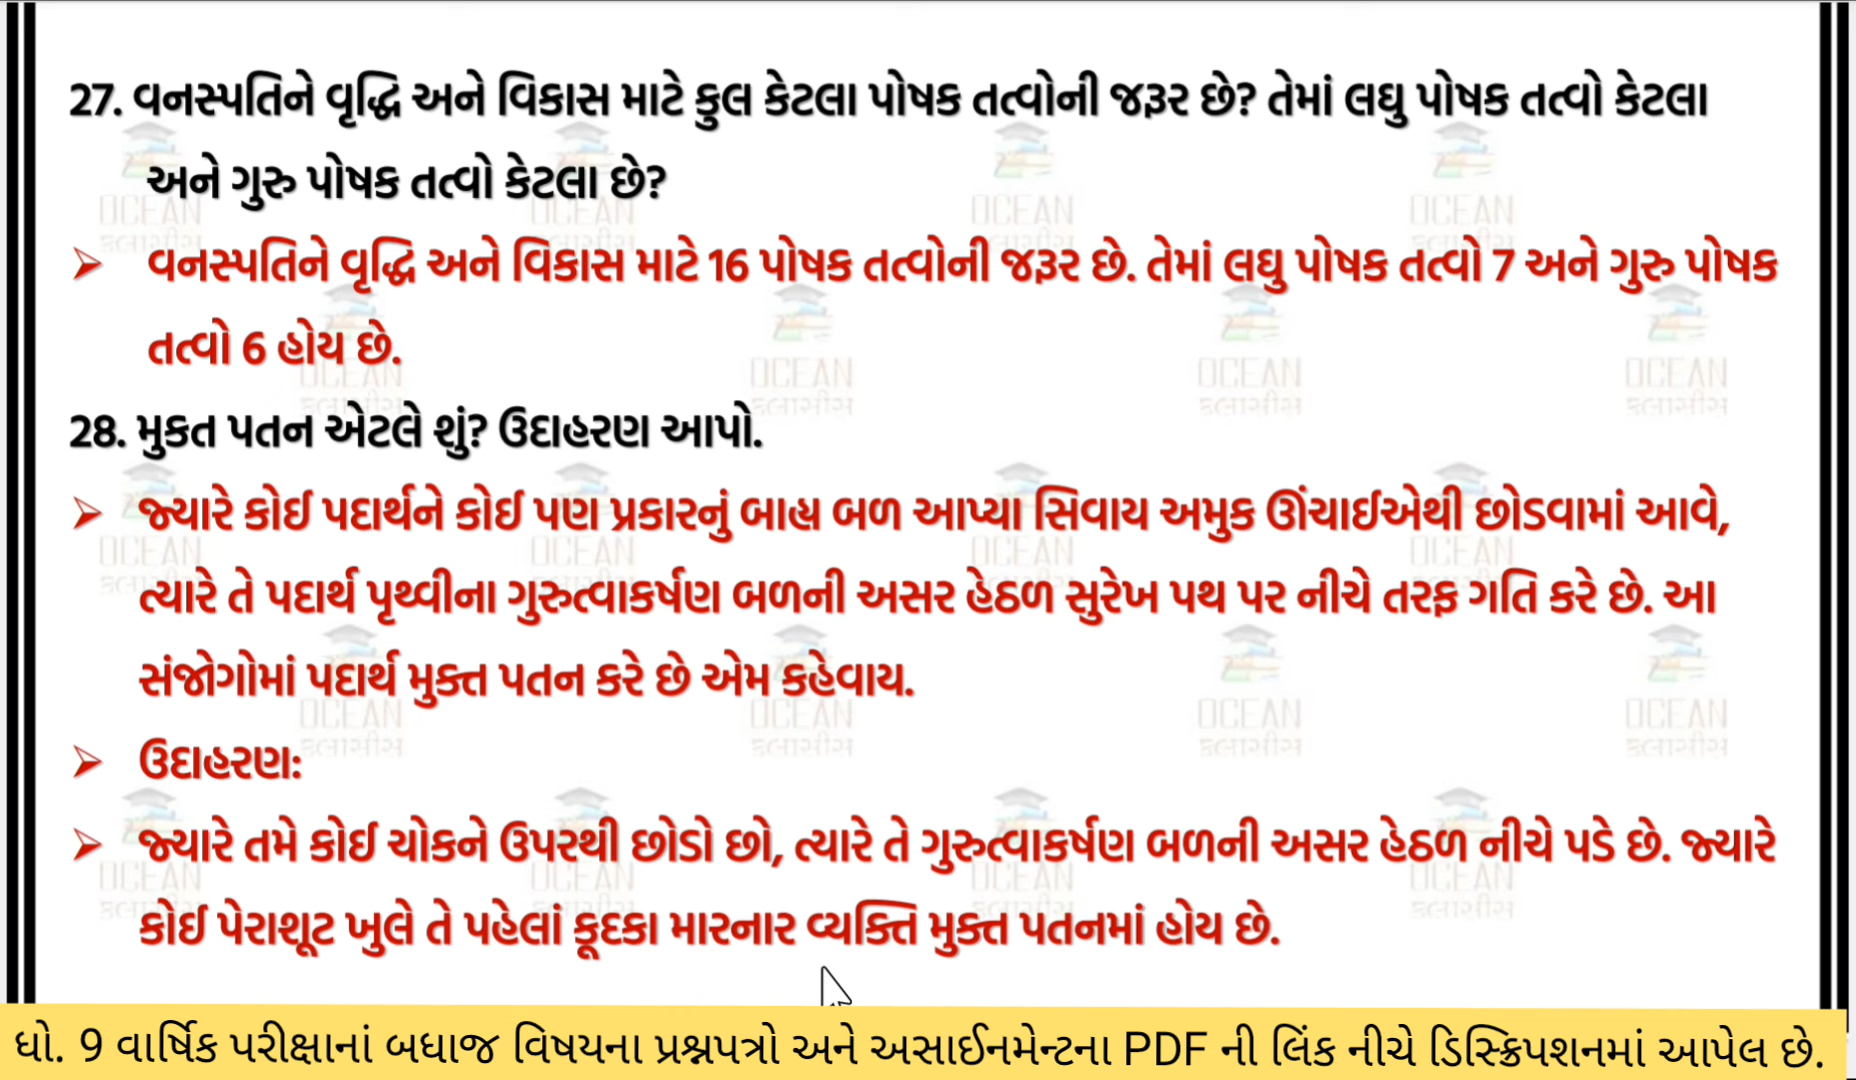 27. વનસ્પતિને વૃદ્ધિ અને વિકાસ માટે કુલ કેટલા પોષક તત્વોની જરૂર છે? તેમાં લઘુ પોષક તત્વો કેટલા
અને ગુરુ પોષક તત્વો કેટલા છે?
➢ વનસ્પતિને વૃદ્ધિ અને વિકાસ માટે 16 પોષક તત્વોની જરૂર છે. તેમાં લઘુ પોષક તત્વો 7 અને ગુરુ પોષક
તત્વો 6 હોય છે.
28. મુકત પતન એટલે શું? ઉદાહરણ આપો.
➢ જ્યારે કોઈ પદાર્થને કોઈ પણ પ્રકારનું બાહ્ય બળ આપ્યા સિવાય અમુક ઊંચાઈએથી છોડવામાં આવે,
ત્યારે તે પદાર્થ પૃથ્વીના ગુરુત્વાકર્ષણ બળની અસર હેઠળ સુરેખ પથ પર નીચે તરફ ગતિ કરે છે. આ
સંજોગોમાં પદાર્થ મુક્ત પતન કરે છે એમ કહેવાય.
➢ ઉદાહરણઃ
➢ જ્યારે તમે કોઈ ચોકને ઉપરથી છોડો છો, ત્યારે તે ગુરુત્વાકર્ષણ બળની અસર હેઠળ નીચે પડે છે. જ્યારે
કોઈ પેરાશૂટ ખુલે તે પહેલાં કૂદકા મારનાર વ્યક્તિ મુક્ત પતનમાં હોય છે.
OCEAN
ક્લાસીસ
ધો. 9 વાર્ષિક પરીક્ષાનાં બધાજ વિષયના પ્રશ્નપત્રો અને અસાઈનમેન્ટના PDF ની લિંક નીચે ડિસ્ક્રિપશનમાં આપેલ છે.